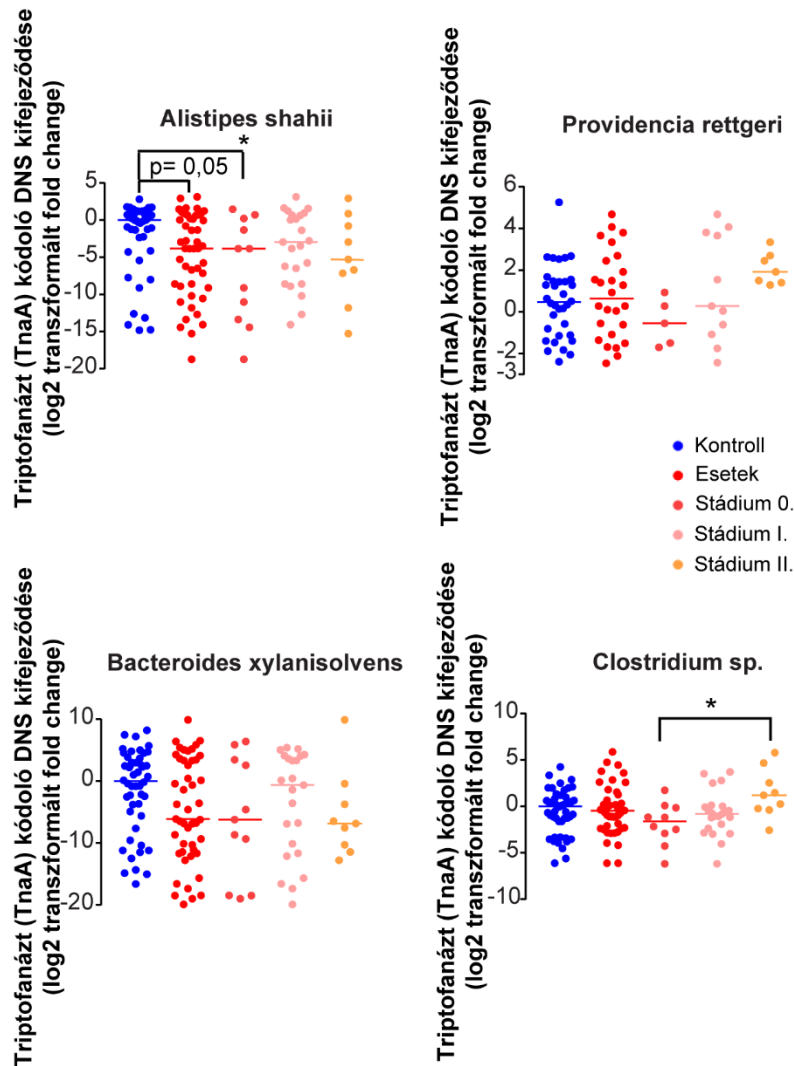 Triptofanázt (TnaA) kódoló DNS kifejeződése
(log2 transzformált fold change)
Alistipes shahii
*
p= 0,05
5
0
-5
-10
-15
-20
Triptofanázt (TnaA) kódoló DNS kifejeződése
(log2 transzformált fold change)
Providencia rettgeri
6
4
2
0
-2
-3
Kontroll
Esetek
Stádium 0.
Stádium I.
Stádium II.
Triptofanázt (TnaA) kódoló DNS kifejeződése
(log2 transzformált fold change)
Bacteroides xylanisolvens
10
0
-10
-20
Triptofanázt (TnaA) kódoló DNS kifejeződése
(log2 transzformált fold change)
Clostridium sp.
*
10
5
0
-5
-10